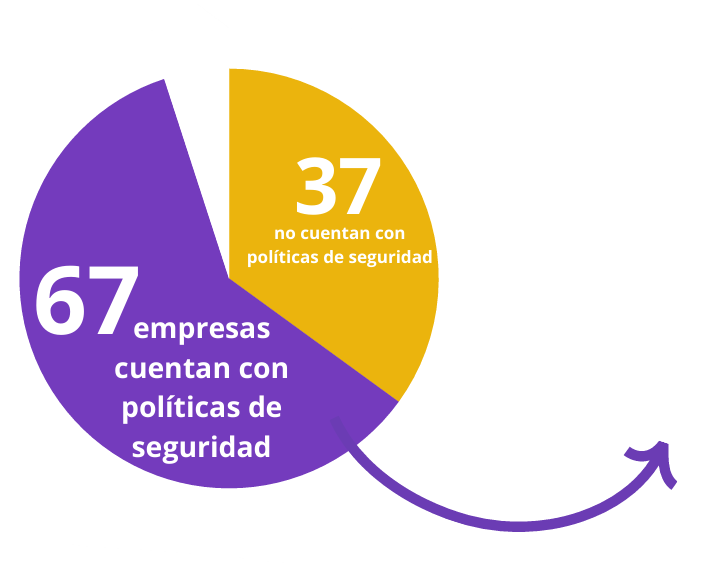 37
no cuentan con
políticas de seguridad
67
empresas
cuentan con
políticas de
seguridad